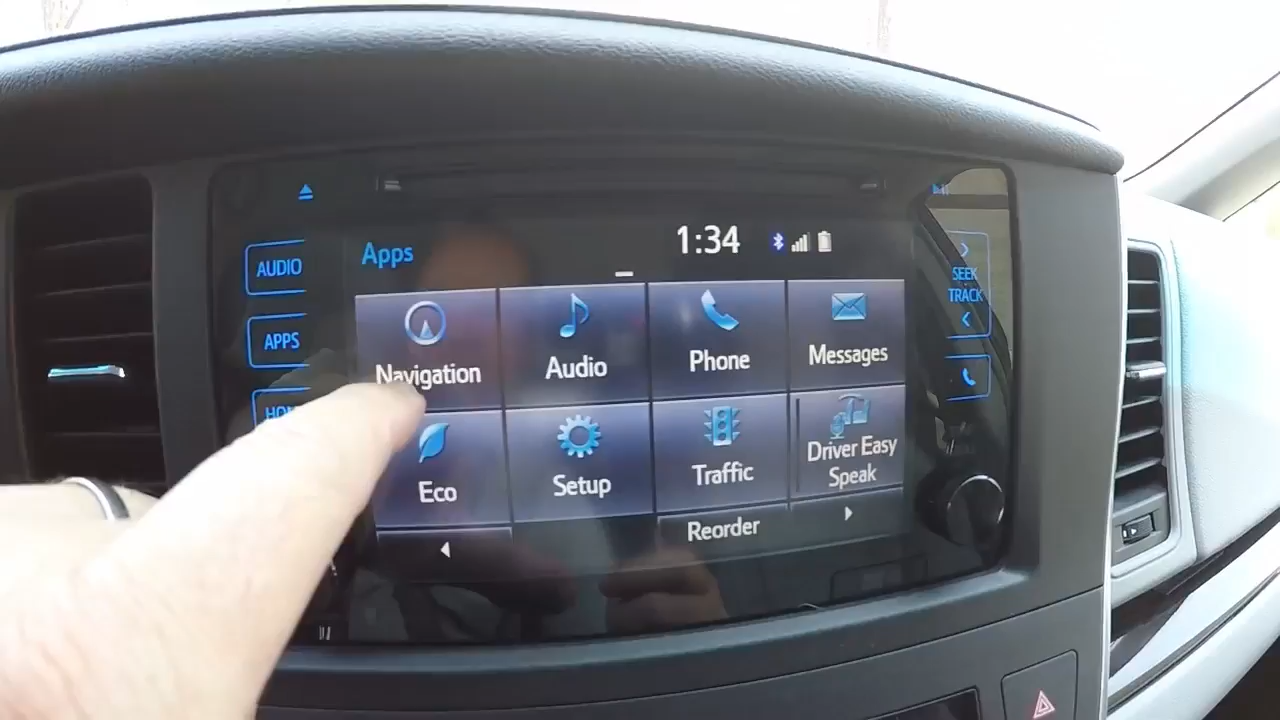 AUDIO
APPS
Apps
1:34
SEEK
TRACK
Navigation
Audio
Phone
Messages
Eco
Setup
Traffic
Driver Easy
Speak
Reorder